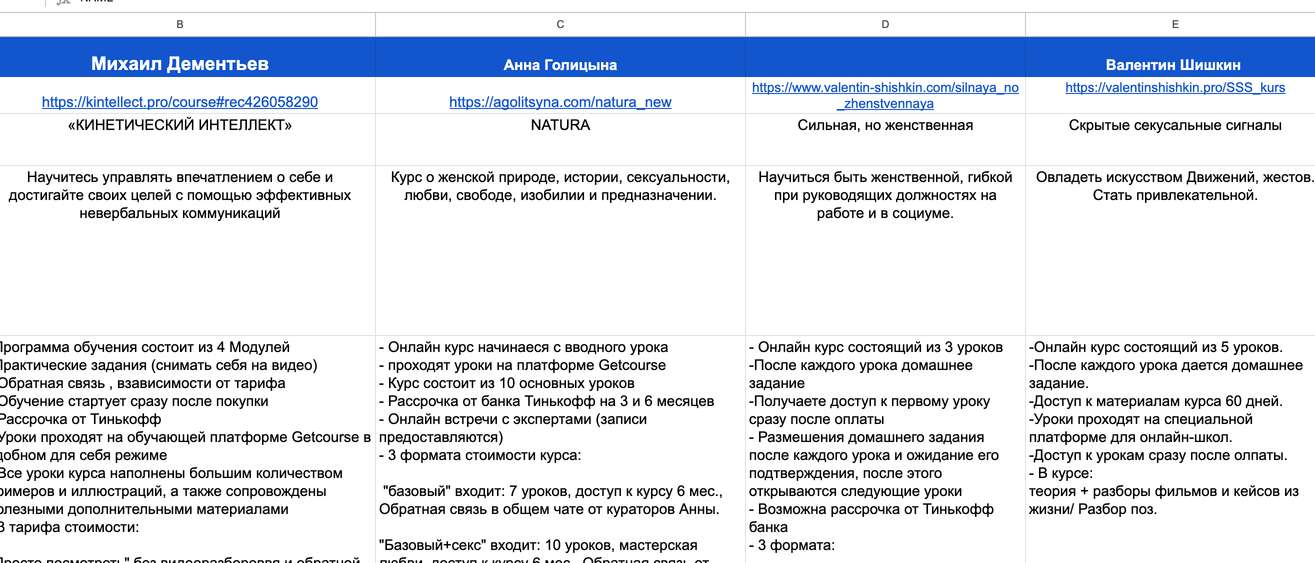 B
C
D
E
Михаил Дементьев
Анна Голицына
Валентин Шишкин
https://kintellect.pro/course#rec426058290
https://agolitsyna.com/natura_new
https://www.valentin-shishkin.com/silnaya_no
_zhenstvennaya
https://valentinshishkin.pro/SSS_kurs
«КИНЕТИЧЕСКИЙ ИНТЕЛЛЕКТ»
NATURA
Сильная, но женственная
Скрытые секусальные сигналы
Научитесь управлять впечатлением о себе и
достигайте своих целей с помощью эффективных
невербальных коммуникаций
Курс о женской природе, истории, сексуальности,
любви, свободе, изобилии и предназначении.
Научиться быть женственной, гибкой
при руководящих должностях на
работе и в социуме.
Овладеть искусством Движений, жестов.
Стать привлекательной.
обучения состоит из 4 Модулей
задания (снимать себя на видео)
связь , взависимости от тарифа
Обучение стартует сразу после покупки
от Тинькофф
Уроки проходят на обучающей платформе Getcourse в
для себя режиме
Все уроки курса наполнены большим количеством
и иллюстраций, а также сопровождены
дополнительными материалами
3 тарифа стоимости:
- Онлайн курс начинаеся с вводного урока
- проходят уроки на платформе Getcourse
- Курс состоит из 10 основных уроков
- Рассрочка от банка Тинькофф на 3 и 6 месяцев
- Онлайн встречи с экспертами (записи
предоставляются)
- 3 формата стоимости курса:
"базовый" входит: 7 уроков, доступ к курсу 6 мес.,
Обратная связь в общем чате от кураторов Анны.
"Базовый+секс" входит: 10 уроков, мастерская
- Онлайн курс состоящий из 3 уроков
-После каждого урока домашнее
задание
-Получаете доступ к первому уроку
сразу после оплаты
- Размешения домашнего задания
после каждого урока и ожидание его
подтверждения, после этого
открываются следующие уроки
- Возможна рассрочка от Тинькофф
банка
- 3 формата:
-Онлайн курс состоящий из 5 уроков.
-После каждого урока дается домашнее
задание.
-Доступ к материалам курса 60 дней.
-Уроки проходят на специальной
платформе для онлайн-школ.
-Доступ к урокам сразу после олпаты.
- В курсе:
теория + разборы фильмов и кейсов из
жизни/ Разбор поз.